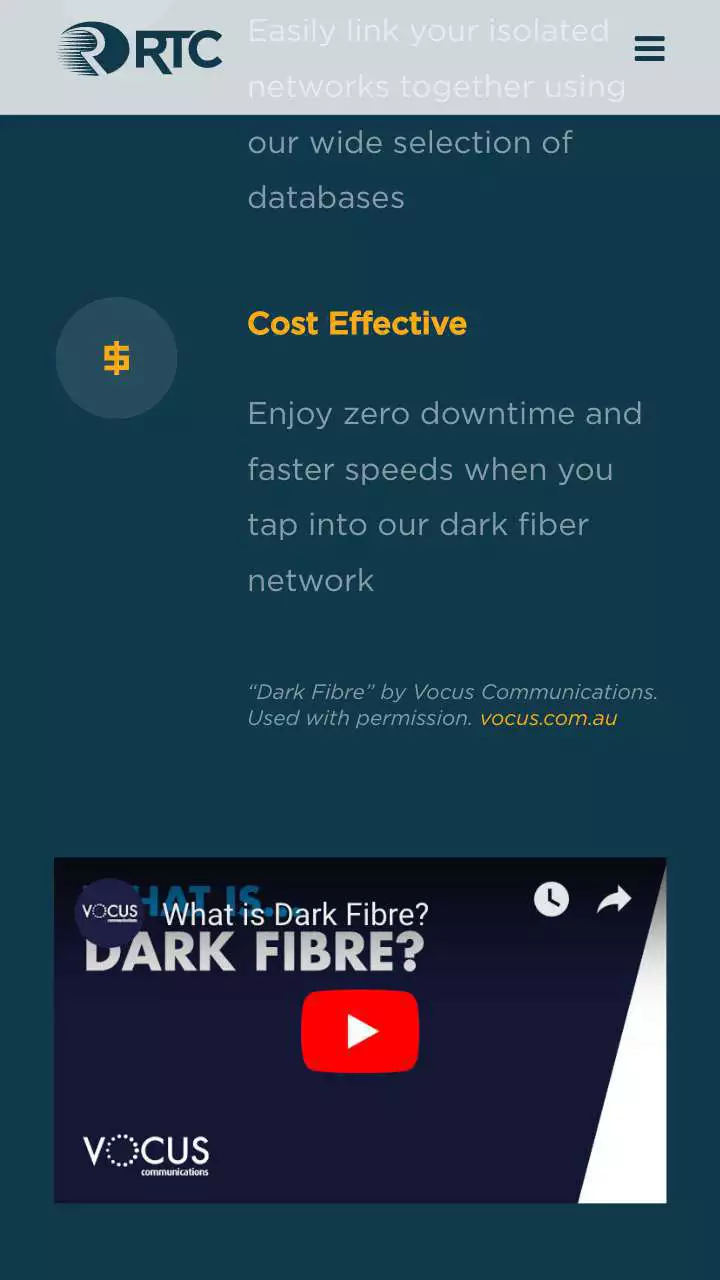 RTC
Easily link your isolated
networks together using
our wide selection of
databases
$
Cost Effective
Enjoy zero downtime and
faster speeds when you
tap into our dark fiber
network
“Dark Fibre” by Vocus Communications.
Used with permission. vocus.com.au
WHAT IS...
VOCUS
What is Dark Fibre?
DARK FIBRE?
VOCUS
communications